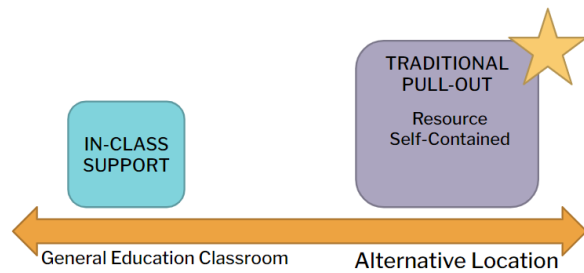 IN-CLASS
SUPPORT
TRADITIONAL
PULL-OUT
Resource
Self-Contained
General Education Classroom
Alternative Location